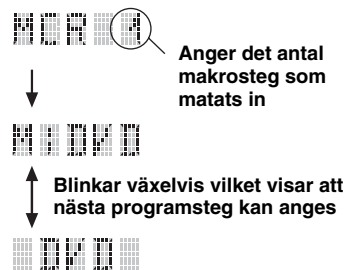 MCR 1
Anger det antal
makrosteg som
matats in
M:DVD
Blinkar växelvis vilket visar att
nästa programsteg kan anges
DVD